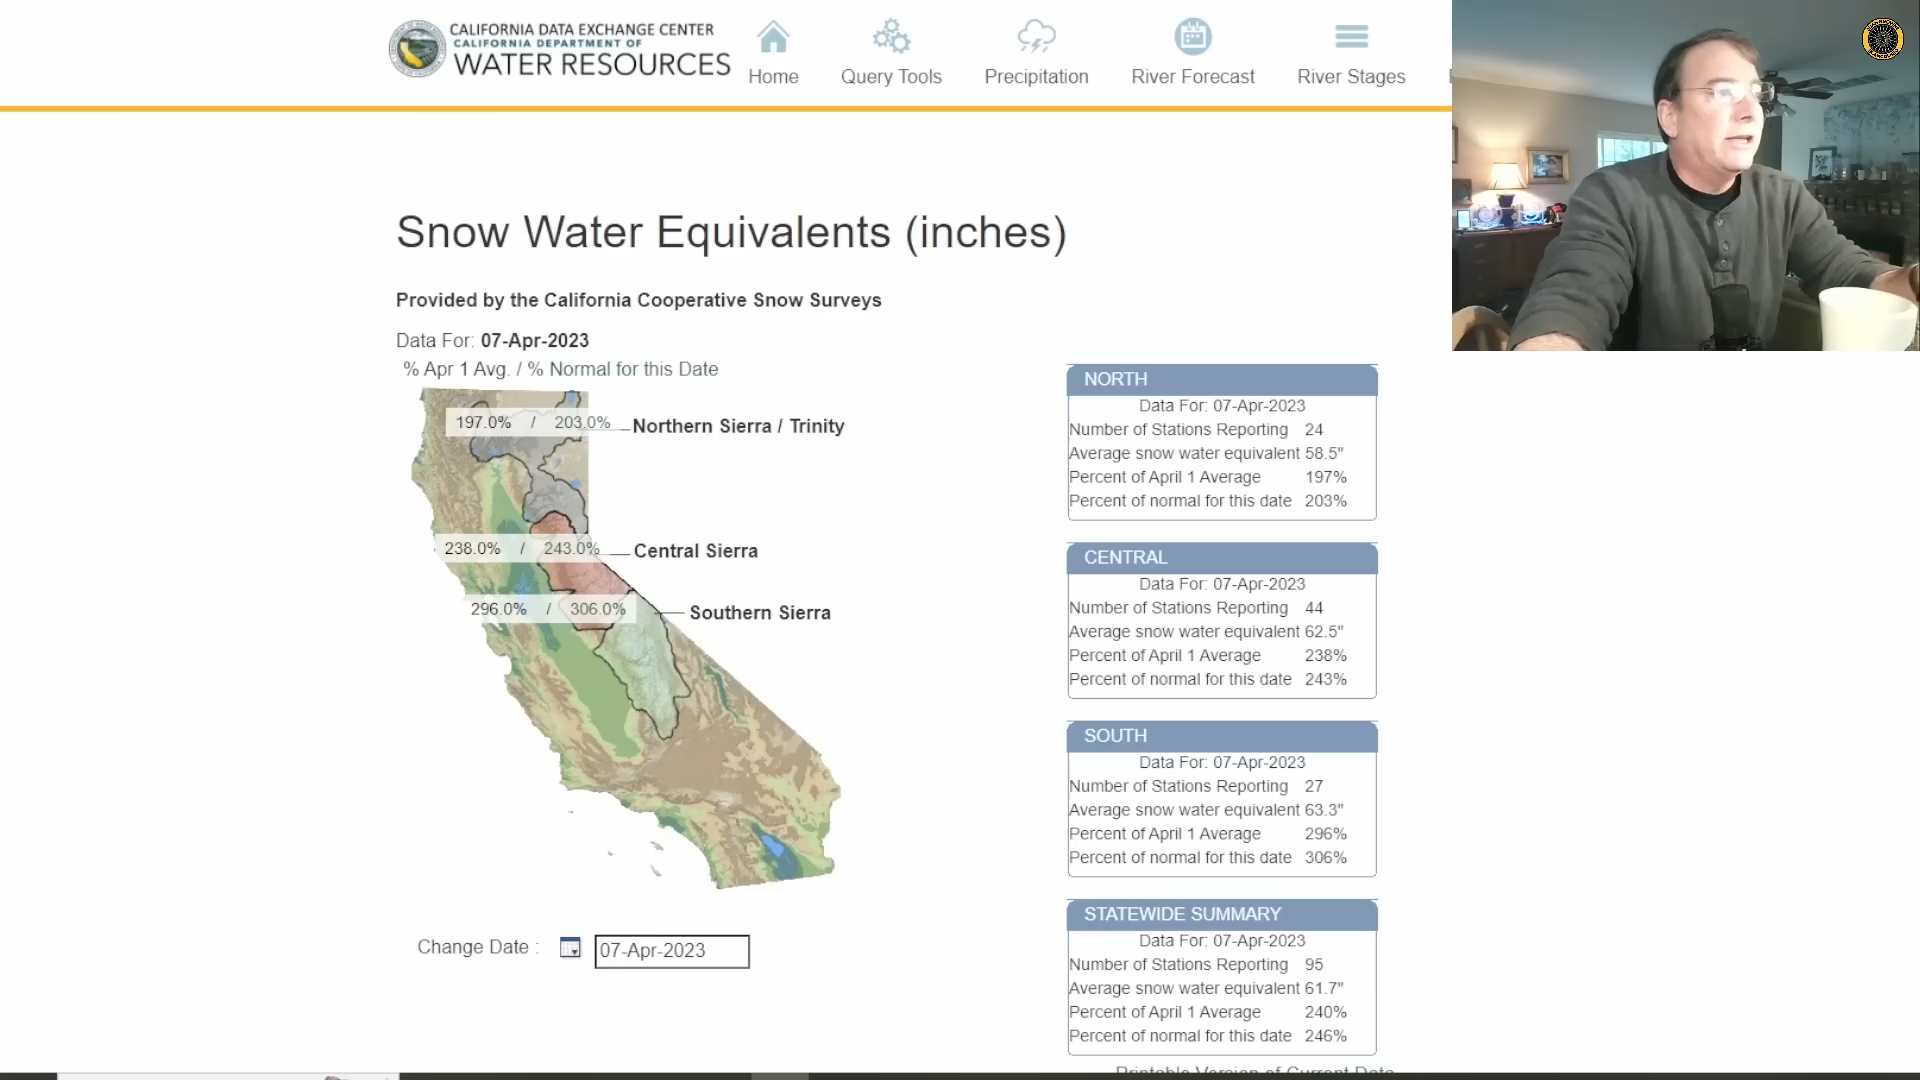 CALIFORNIA DATA EXCHANGE CENTER
CALIFORNIA DEPARTMENT OF
WATER RESOURCES
Home
Query Tools
Precipitation
River Forecast
River Stages
Snow Water Equivalents (inches)
Provided by the California Cooperative Snow Surveys
Data For: 07-Apr-2023
% Apr 1 Avg. / % Normal for this Date
197.0% / 203.0%
Northern Sierra / Trinity
238.0% / 243.0%
Central Sierra
296.0% / 306.0%
Southern Sierra
Change Date :
07-Apr-2023
NORTH
Data For: 07-Apr-2023
Number of Stations Reporting 24
Average snow water equivalent 58.5"
Percent of April 1 Average 197%
Percent of normal for this date 203%
CENTRAL
Data For: 07-Apr-2023
Number of Stations Reporting 44
Average snow water equivalent 62.5"
Percent of April 1 Average 238%
Percent of normal for this date 243%
SOUTH
Data For: 07-Apr-2023
Number of Stations Reporting 27
Average snow water equivalent 63.3"
Percent of April 1 Average 296%
Percent of normal for this date 306%
STATEWIDE SUMMARY
Data For: 07-Apr-2023
Number of Stations Reporting 95
Average snow water equivalent 61.7"
Percent of April 1 Average 240%
Percent of normal for this date 246%
Printable Version of Current Data